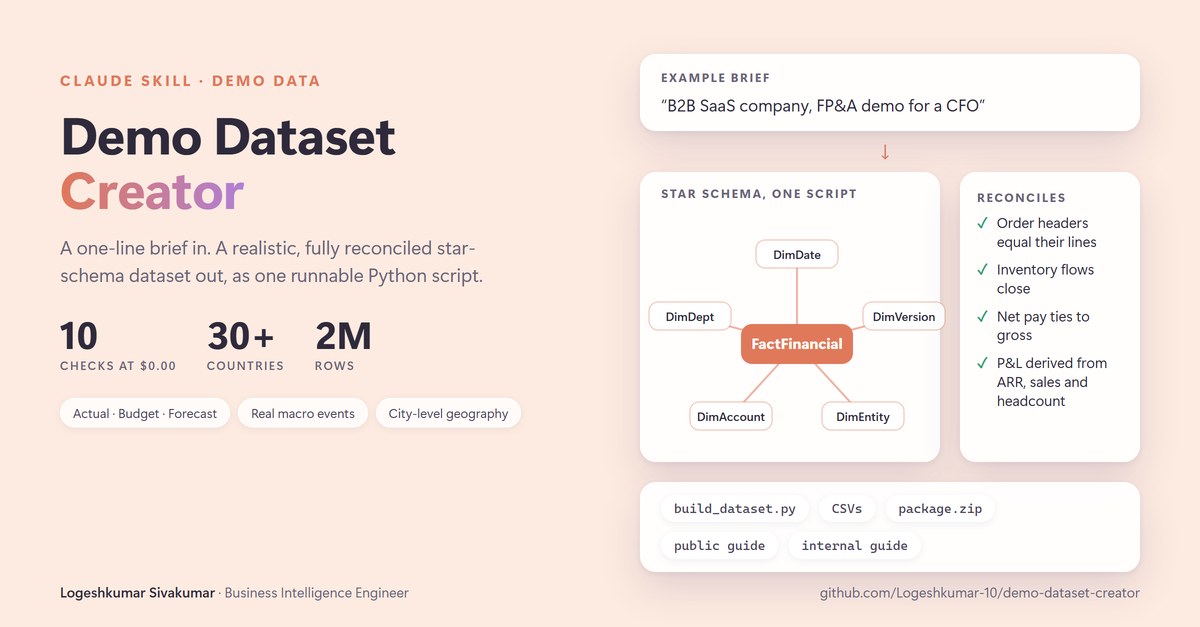 CLAUDE SKILL · DEMO DATA
Demo Dataset
Creator
A one-line brief in. A realistic, fully reconciled star-
schema dataset out, as one runnable Python script.
10
CHECKS AT $0.00
30+
COUNTRIES
2M
ROWS
Actual · Budget · Forecast
Real macro events
City-level geography
EXAMPLE BRIEF
“B2B SaaS company, FP&A demo for a CFO”
↓
STAR SCHEMA, ONE SCRIPT
DimDate
DimDept
DimVersion
FactFinancial
DimAccount
DimEntity
RECONCILES
✓ Order headers
equal their lines
✓ Inventory flows
close
✓ Net pay ties to
gross
✓ P&L derived from
ARR, sales and
headcount
build_dataset.py
CSVs
package.zip
public guide
internal guide
Logeshkumar Sivakumar · Business Intelligence Engineer
github.com/Logeshkumar-10/demo-dataset-creator